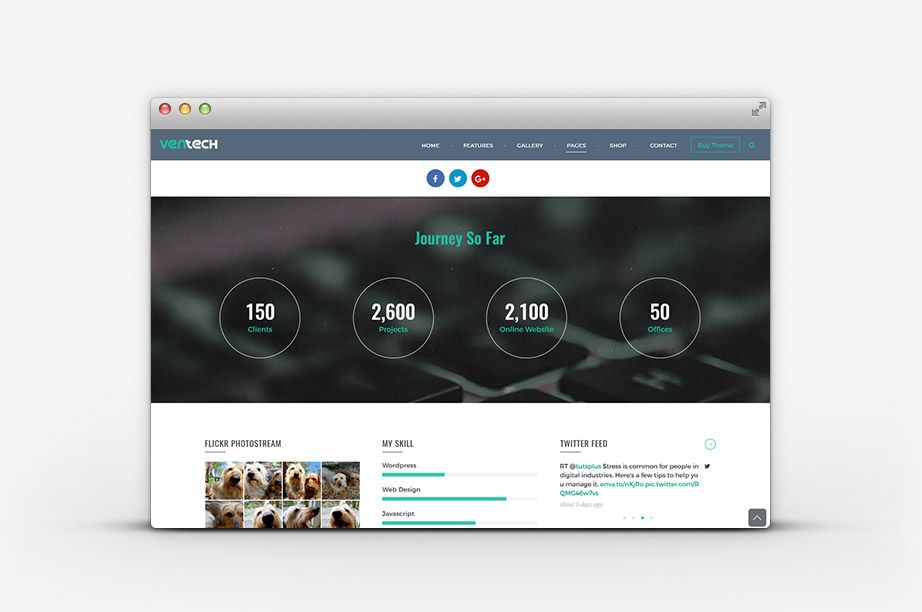 ventech
HOME FEATURES GALLERY PAGES SHOP CONTACT Buy Theme
Journey So Far
150
Clients
2,600
Projects
2,100
Online Website
50
Offices
FLICKR PHOTOSTREAM
MY SKILL
Wordpress
Web Design
Javascript
TWITTER FEED
RT @tutsplus Stress is common for people in
digital industries. Here's a few tips to help yo
u manage it. enva.to/nXjRo pic.twitter.com/R
QMG46w7vs
about 3 days ago